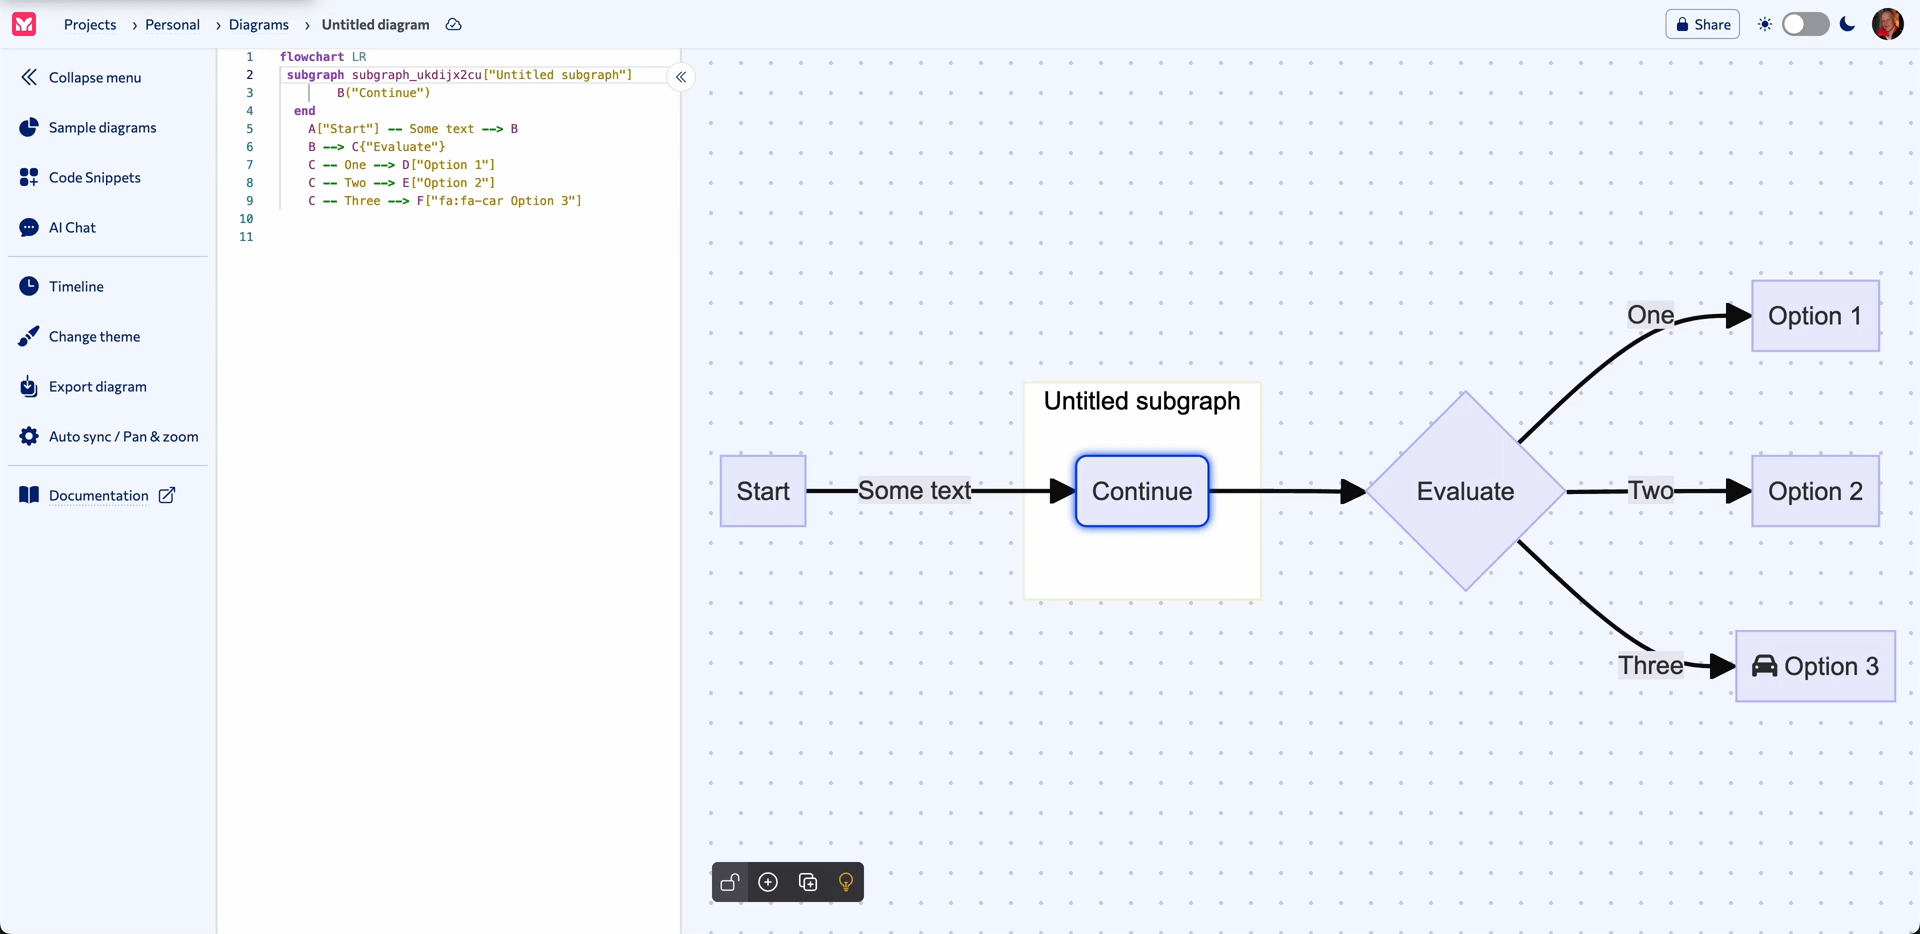 Projects › Personal › Diagrams › Untitled diagram
Share
Collapse menu
Sample diagrams
Code Snippets
AI Chat
Timeline
Change theme
Export diagram
Auto sync / Pan & zoom
Documentation
1 flowchart LR
2 subgraph subgraph_ukdijx2cu["Untitled subgraph"]
3 B("Continue")
4 end
5 A["Start"] -- Some text --> B
6 B --> C{"Evaluate"}
7 C -- One --> D["Option 1"]
8 C -- Two --> E["Option 2"]
9 C -- Three --> F["fa:fa-car Option 3"]
10
11
One
Option 1
Untitled subgraph
Start
Some text
Continue
Evaluate
Two
Option 2
Three
Option 3